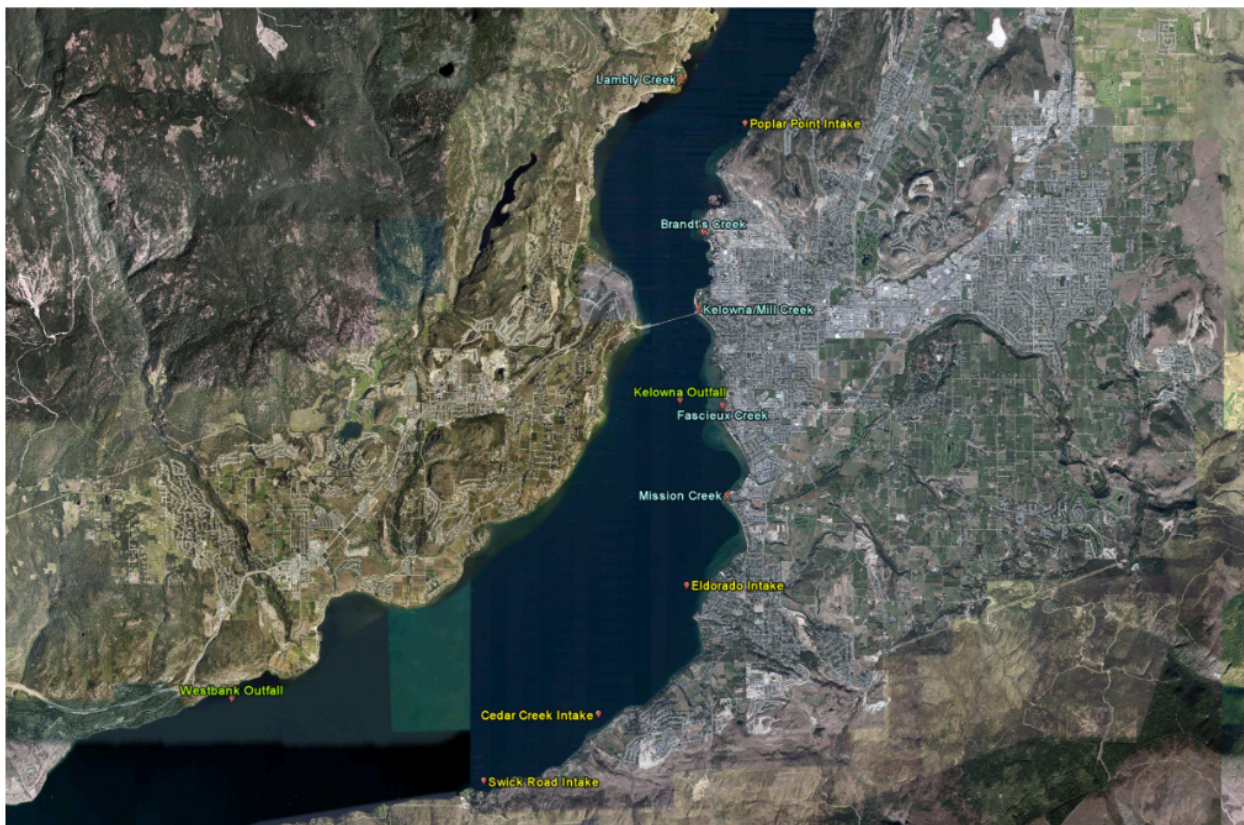 Lambly Creek
Poplar Point Intake
Brandt's Creek
Kelowna/Mill Creek
Kelowna Outfall
Fascieux Creek
Mission Creek
Eldorado Intake
Westbank Outfall
Cedar Creek Intake
Swick Road Intake